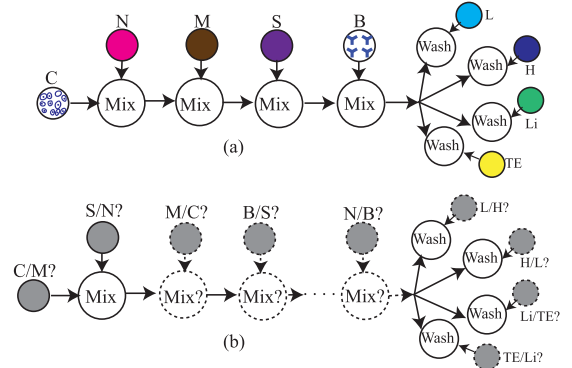 N M S B
L
C
Mix Mix Mix Mix
Wash
Wash
H
Wash
Li
Wash
TE
(a)
S/N? M/C? B/S? N/B?
L/H?
C/M?
Mix Mix? Mix? Mix?
Wash
Wash
H/L?
Wash
Li/TE?
Wash
TE/Li?
(b)